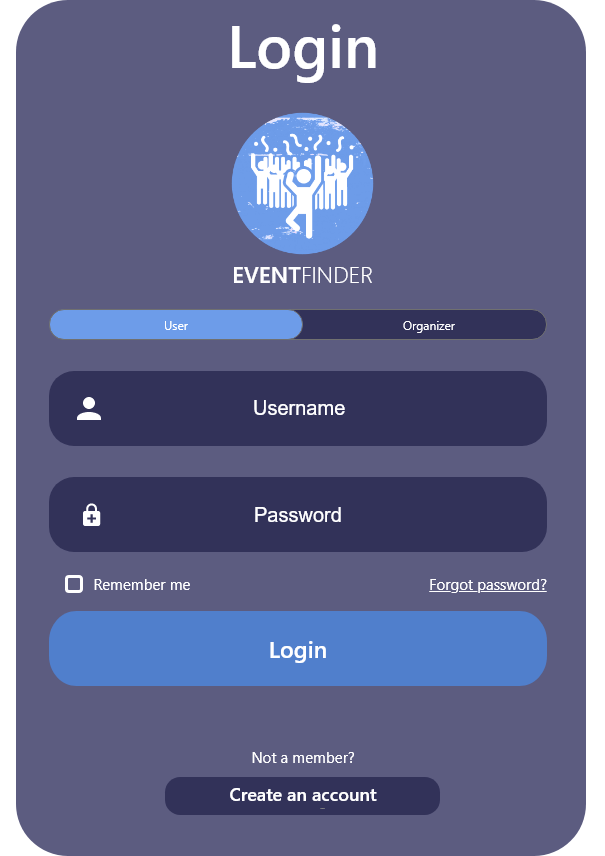 Login
EVENTFINDER
User Organizer
Username
Password
Remember me Forgot password?
Login
Not a member?
Create an account